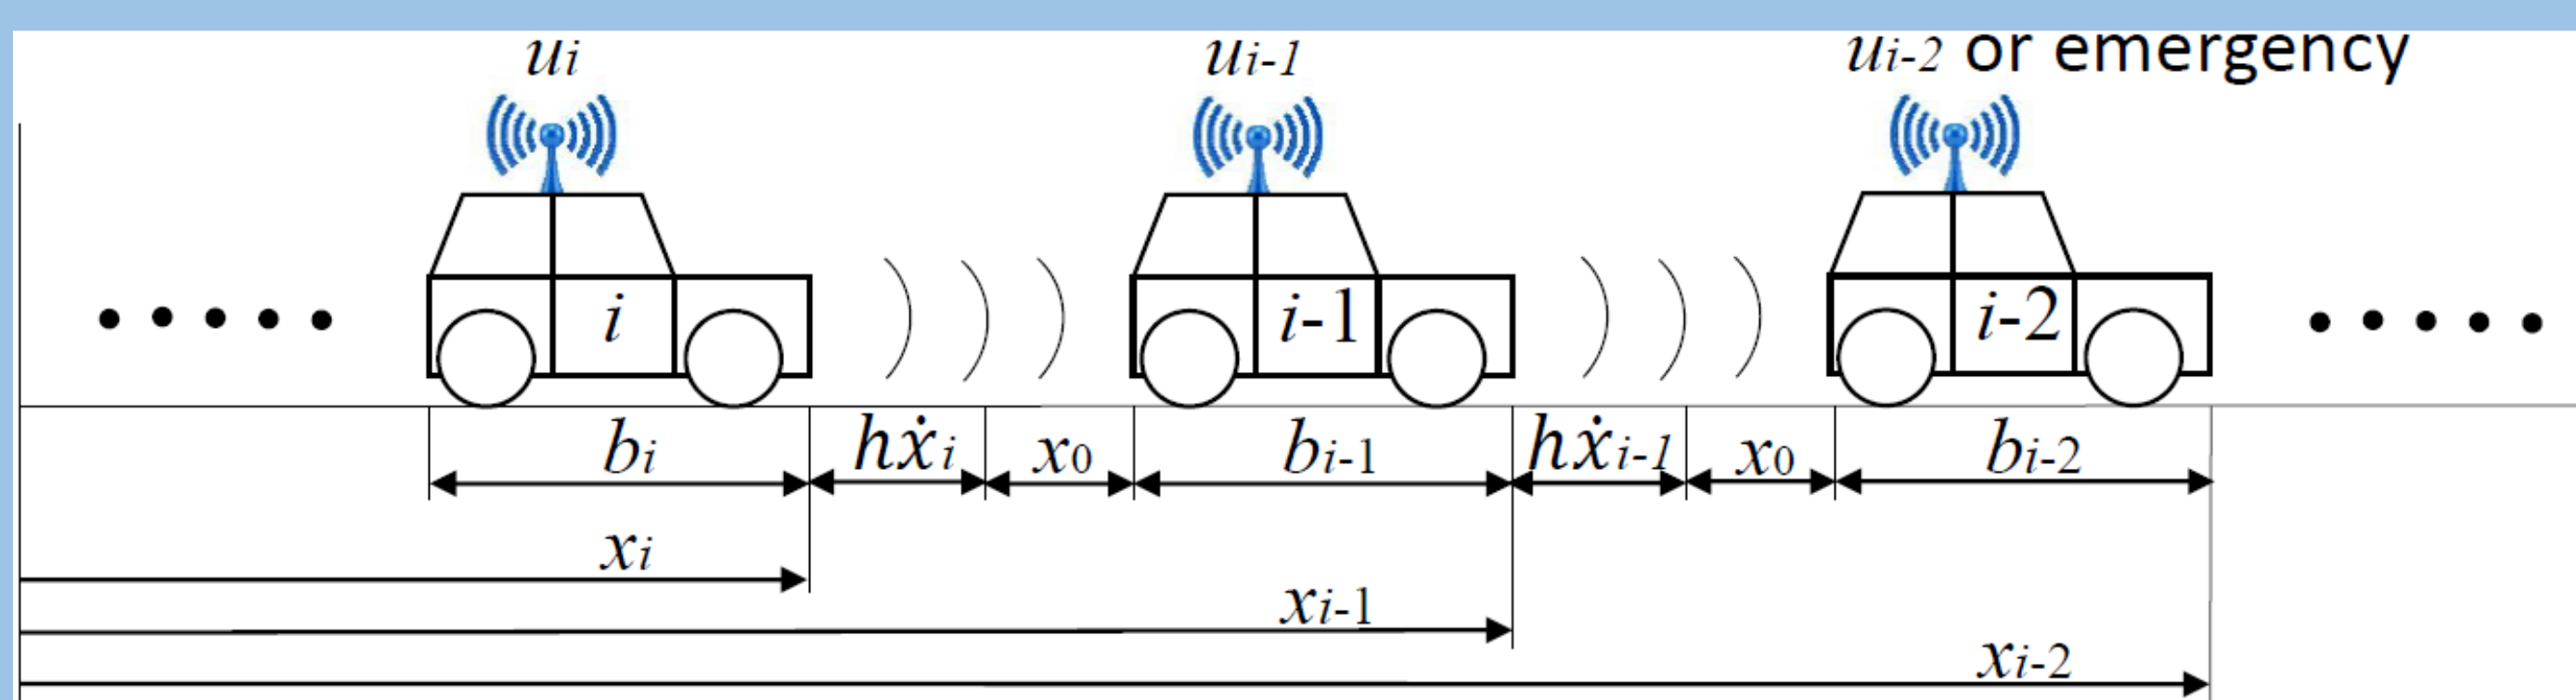 ui ui-1 ui-2 or emergency
i i-1 i-2
bi hẋi x0 bi-1 hẋi-1 x0 bi-2
xi
xi-1
xi-2